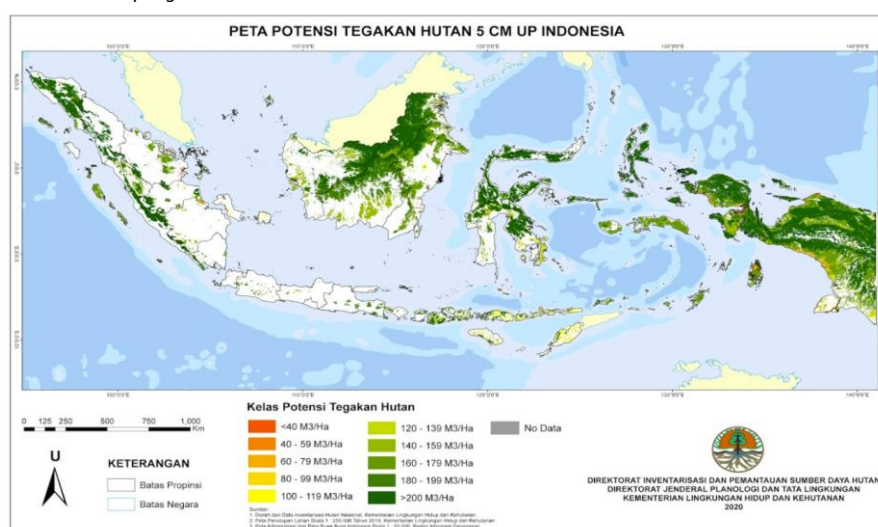 PETA POTENSI TEGAKAN HUTAN 5 CM UP INDONESIA
0 125 250 500 750 1,000
Km
U
KETERANGAN
Batas Propinsi
Batas Negara
Kelas Potensi Tegakan Hutan
<40 M3/Ha
40 - 59 M3/Ha
60 - 79 M3/Ha
80 - 99 M3/Ha
100 - 119 M3/Ha
120 - 139 M3/Ha
140 - 159 M3/Ha
160 - 179 M3/Ha
180 - 199 M3/Ha
>200 M3/Ha
No Data
Sumber :
DIREKTORAT INVENTARISASI DAN PEMANTAUAN SUMBER DAYA HUTAN
DIREKTORAT JENDERAL PLANOLOGI DAN TATA LINGKUNGAN
KEMENTERIAN LINGKUNGAN HIDUP DAN KEHUTANAN
2020